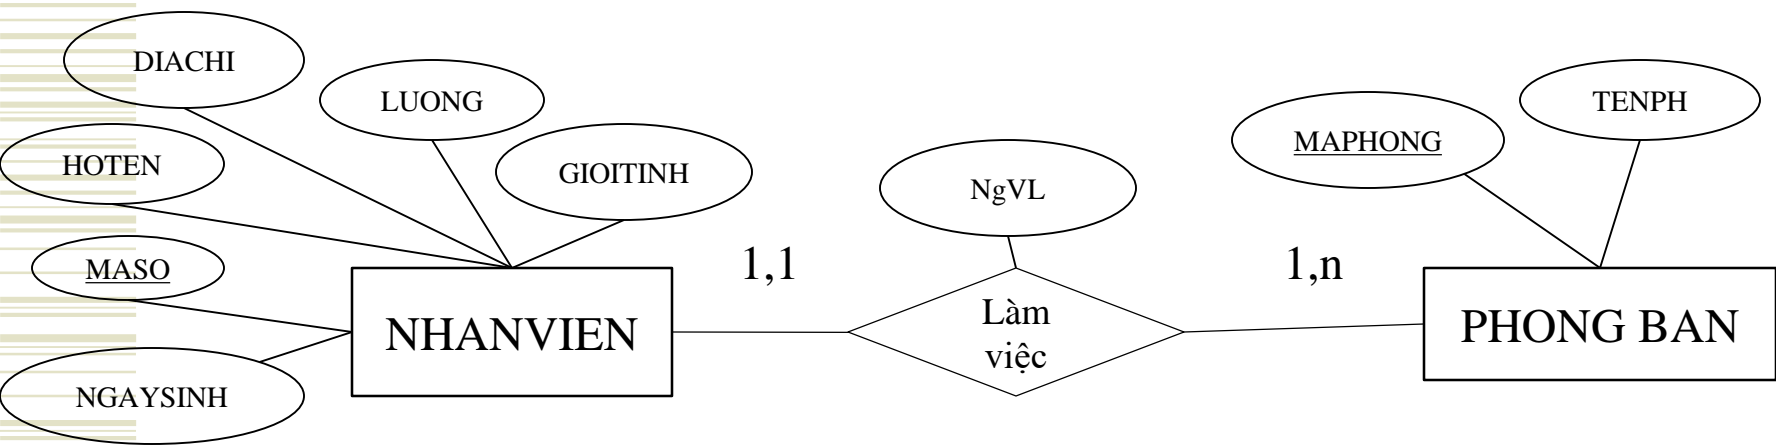 DIACHI
LUONG
TENPH
HOTEN
GIOITINH
NgVL
MAPHONG
MASO
1,1
1,n
NHANVIEN
Làm
việc
PHONG BAN
NGAYSINH